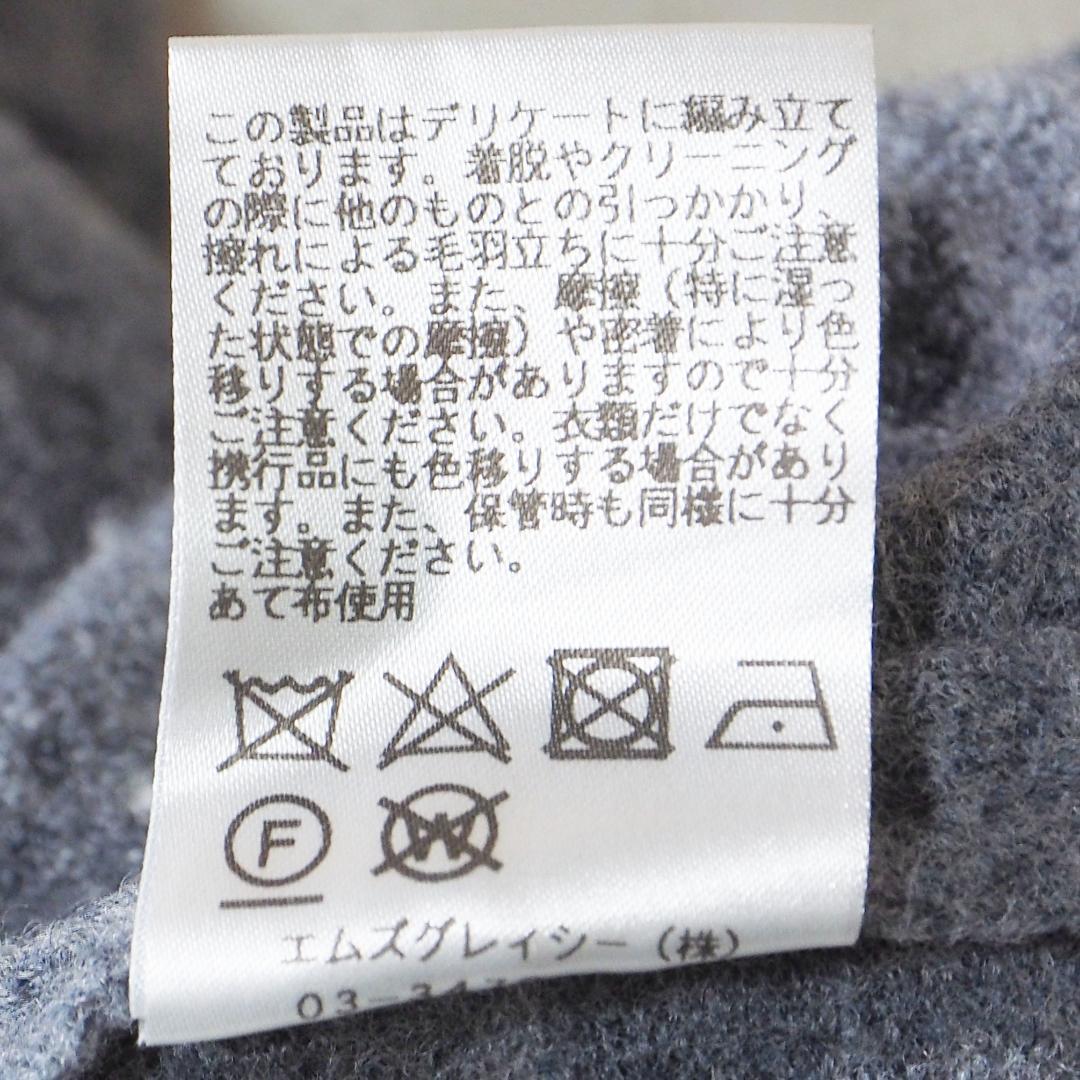 この製品はデリケートに編み立て
ております。着脱やクリーニング
の際に他のものとの引っかかり、
擦れによる毛羽立ちに十分ご注意
ください。また、摩擦(特に湿っ
た状態での摩擦)や密着により色
移りする場合がありますので十分
ご注意ください。衣類だけでなく
携行品にも色移りする場合があり
ます。また、保管時も同様に十分
ご注意ください。
あて布使用
F W
エムズグレイシー(株)
03-347